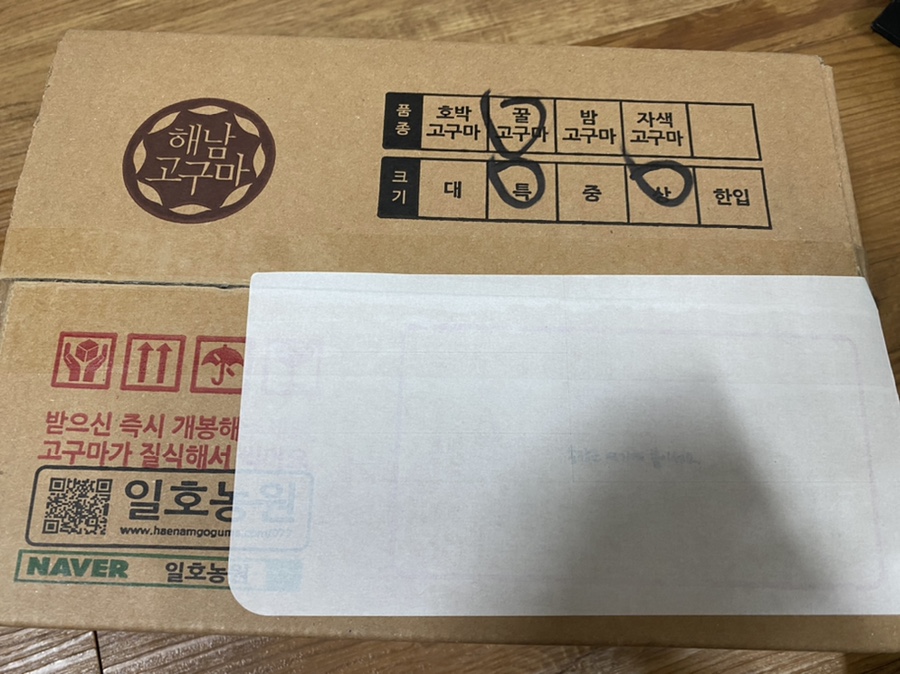 해남
고구마
품종 호박고구마 꿀고구마 밤고구마 자색고구마
크기 대 특 중 상 한입
받으신 즉시 개봉해
고구마가 질식해서
일호농원
www.haenamgoguma.com
NAVER 일호농원